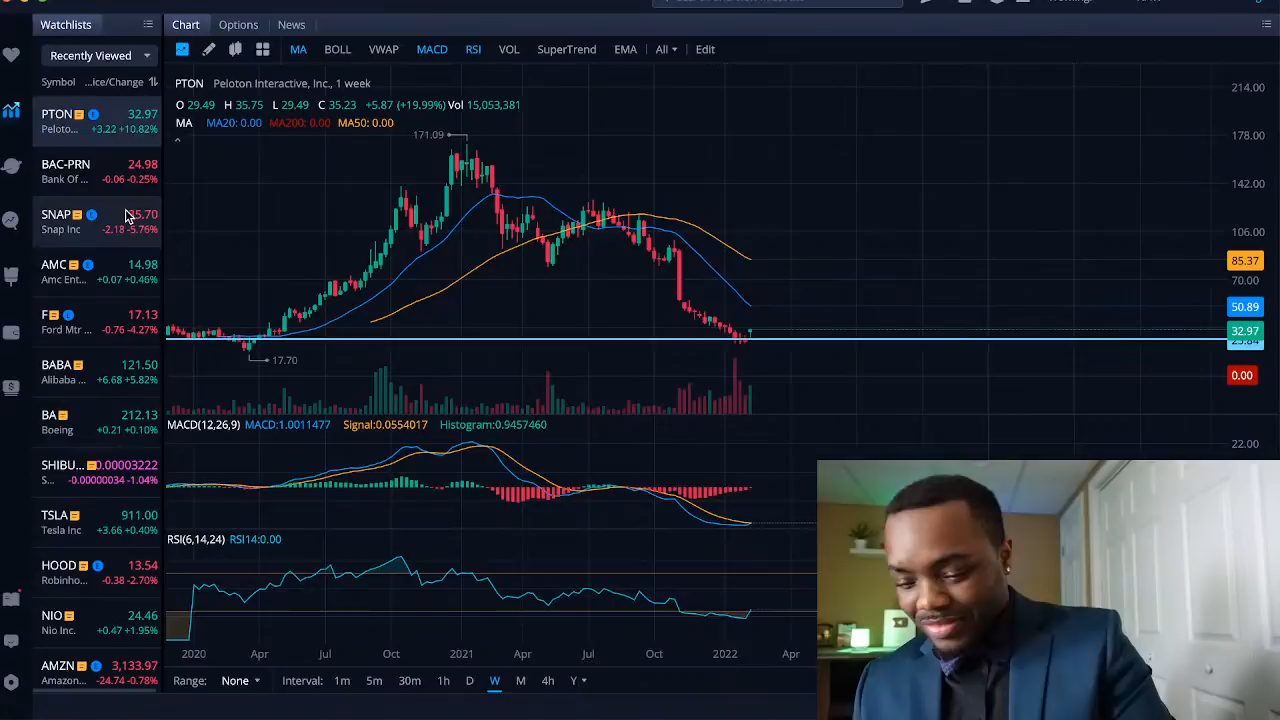 Watchlists
Chart Options News
Recently Viewed
MA BOLL VWAP MACD RSI VOL SuperTrend EMA All Edit
Symbol ...ice/Change
PTON Peloton Interactive, Inc., 1 week
O 29.49 H 35.75 L 29.49 C 35.23 +5.87 (+19.99%) Vol 15,053,381
MA MA20: 0.00 MA200: 0.00 MA50: 0.00
PTON 32.97
Peloto... +3.22 +10.82%
BAC-PRN 24.98
Bank Of ... -0.06 -0.25%
SNAP 35.70
Snap Inc -2.18 -5.76%
AMC 14.98
Amc Ent... +0.07 +0.46%
F 17.13
Ford Mtr ... -0.76 -4.27%
BABA 121.50
Alibaba ... +6.68 +5.82%
BA 212.13
Boeing +0.21 +0.10%
SHIBU... 0.00003222
S... -0.00000034 -1.04%
TSLA 911.00
Tesla Inc +3.66 +0.40%
HOOD 13.54
Robinho... -0.38 -2.70%
NIO 24.46
Nio Inc. +0.47 +1.95%
AMZN 3,133.97
Amazon... -24.74 -0.78%
171.09
17.70
214.00
178.00
142.00
106.00
85.37
70.00
50.89
32.97
0.00
22.00
MACD(12,26,9) MACD:1.0011477 Signal:0.0554017 Histogram:0.9457460
RSI(6,14,24) RSI14:0.00
2020 Apr Jul Oct 2021 Apr Jul Oct 2022 Apr
Range: None Interval: 1m 5m 30m 1h D W M 4h Y